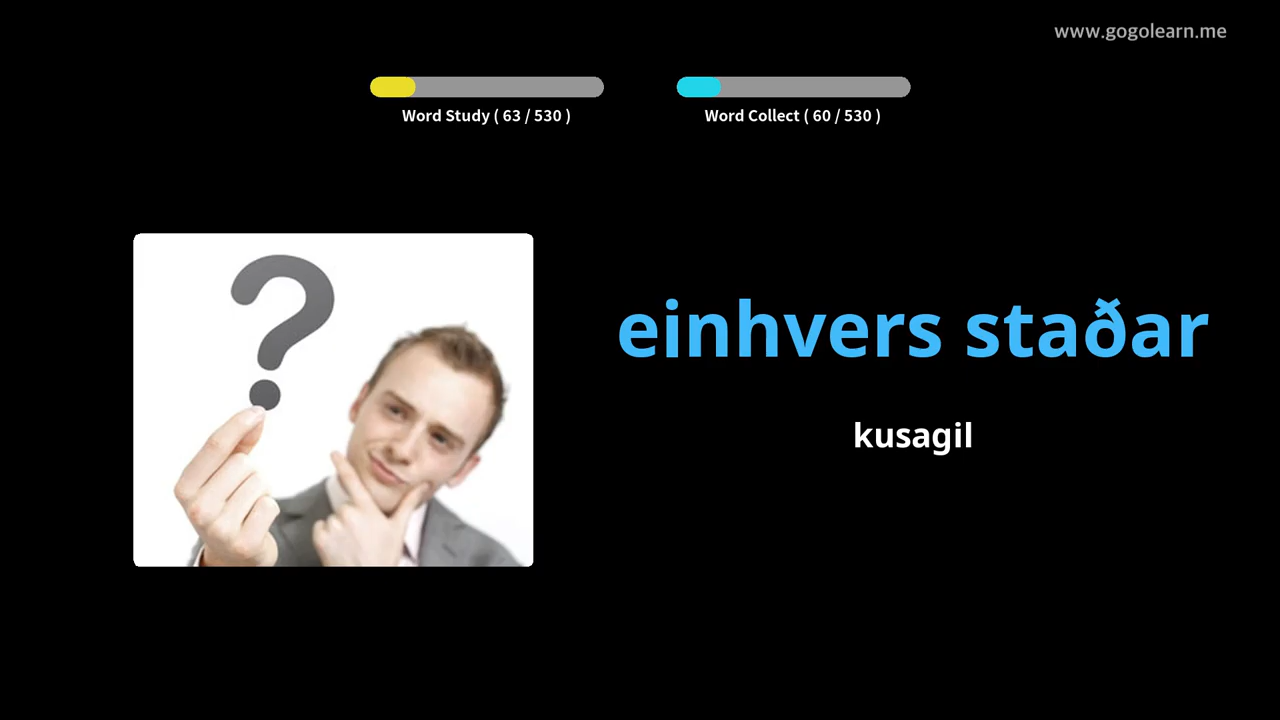 www.gogolearn.me
Word Study ( 63 / 530 )
Word Collect ( 60 / 530 )
einhvers staðar
kusagil